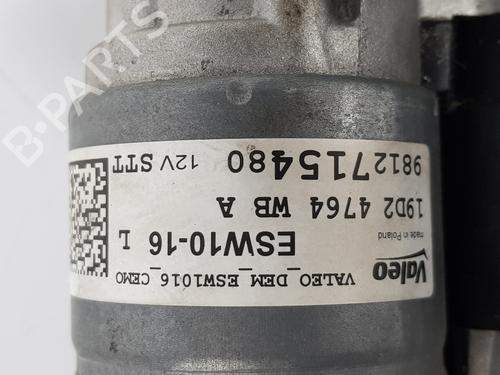 Valeo
made in Poland
9812715480
12V STT
19D2 4764 WB A
ESW10-16 L
VALEO_DEM_ESW1016_CEMO
B-PARTS